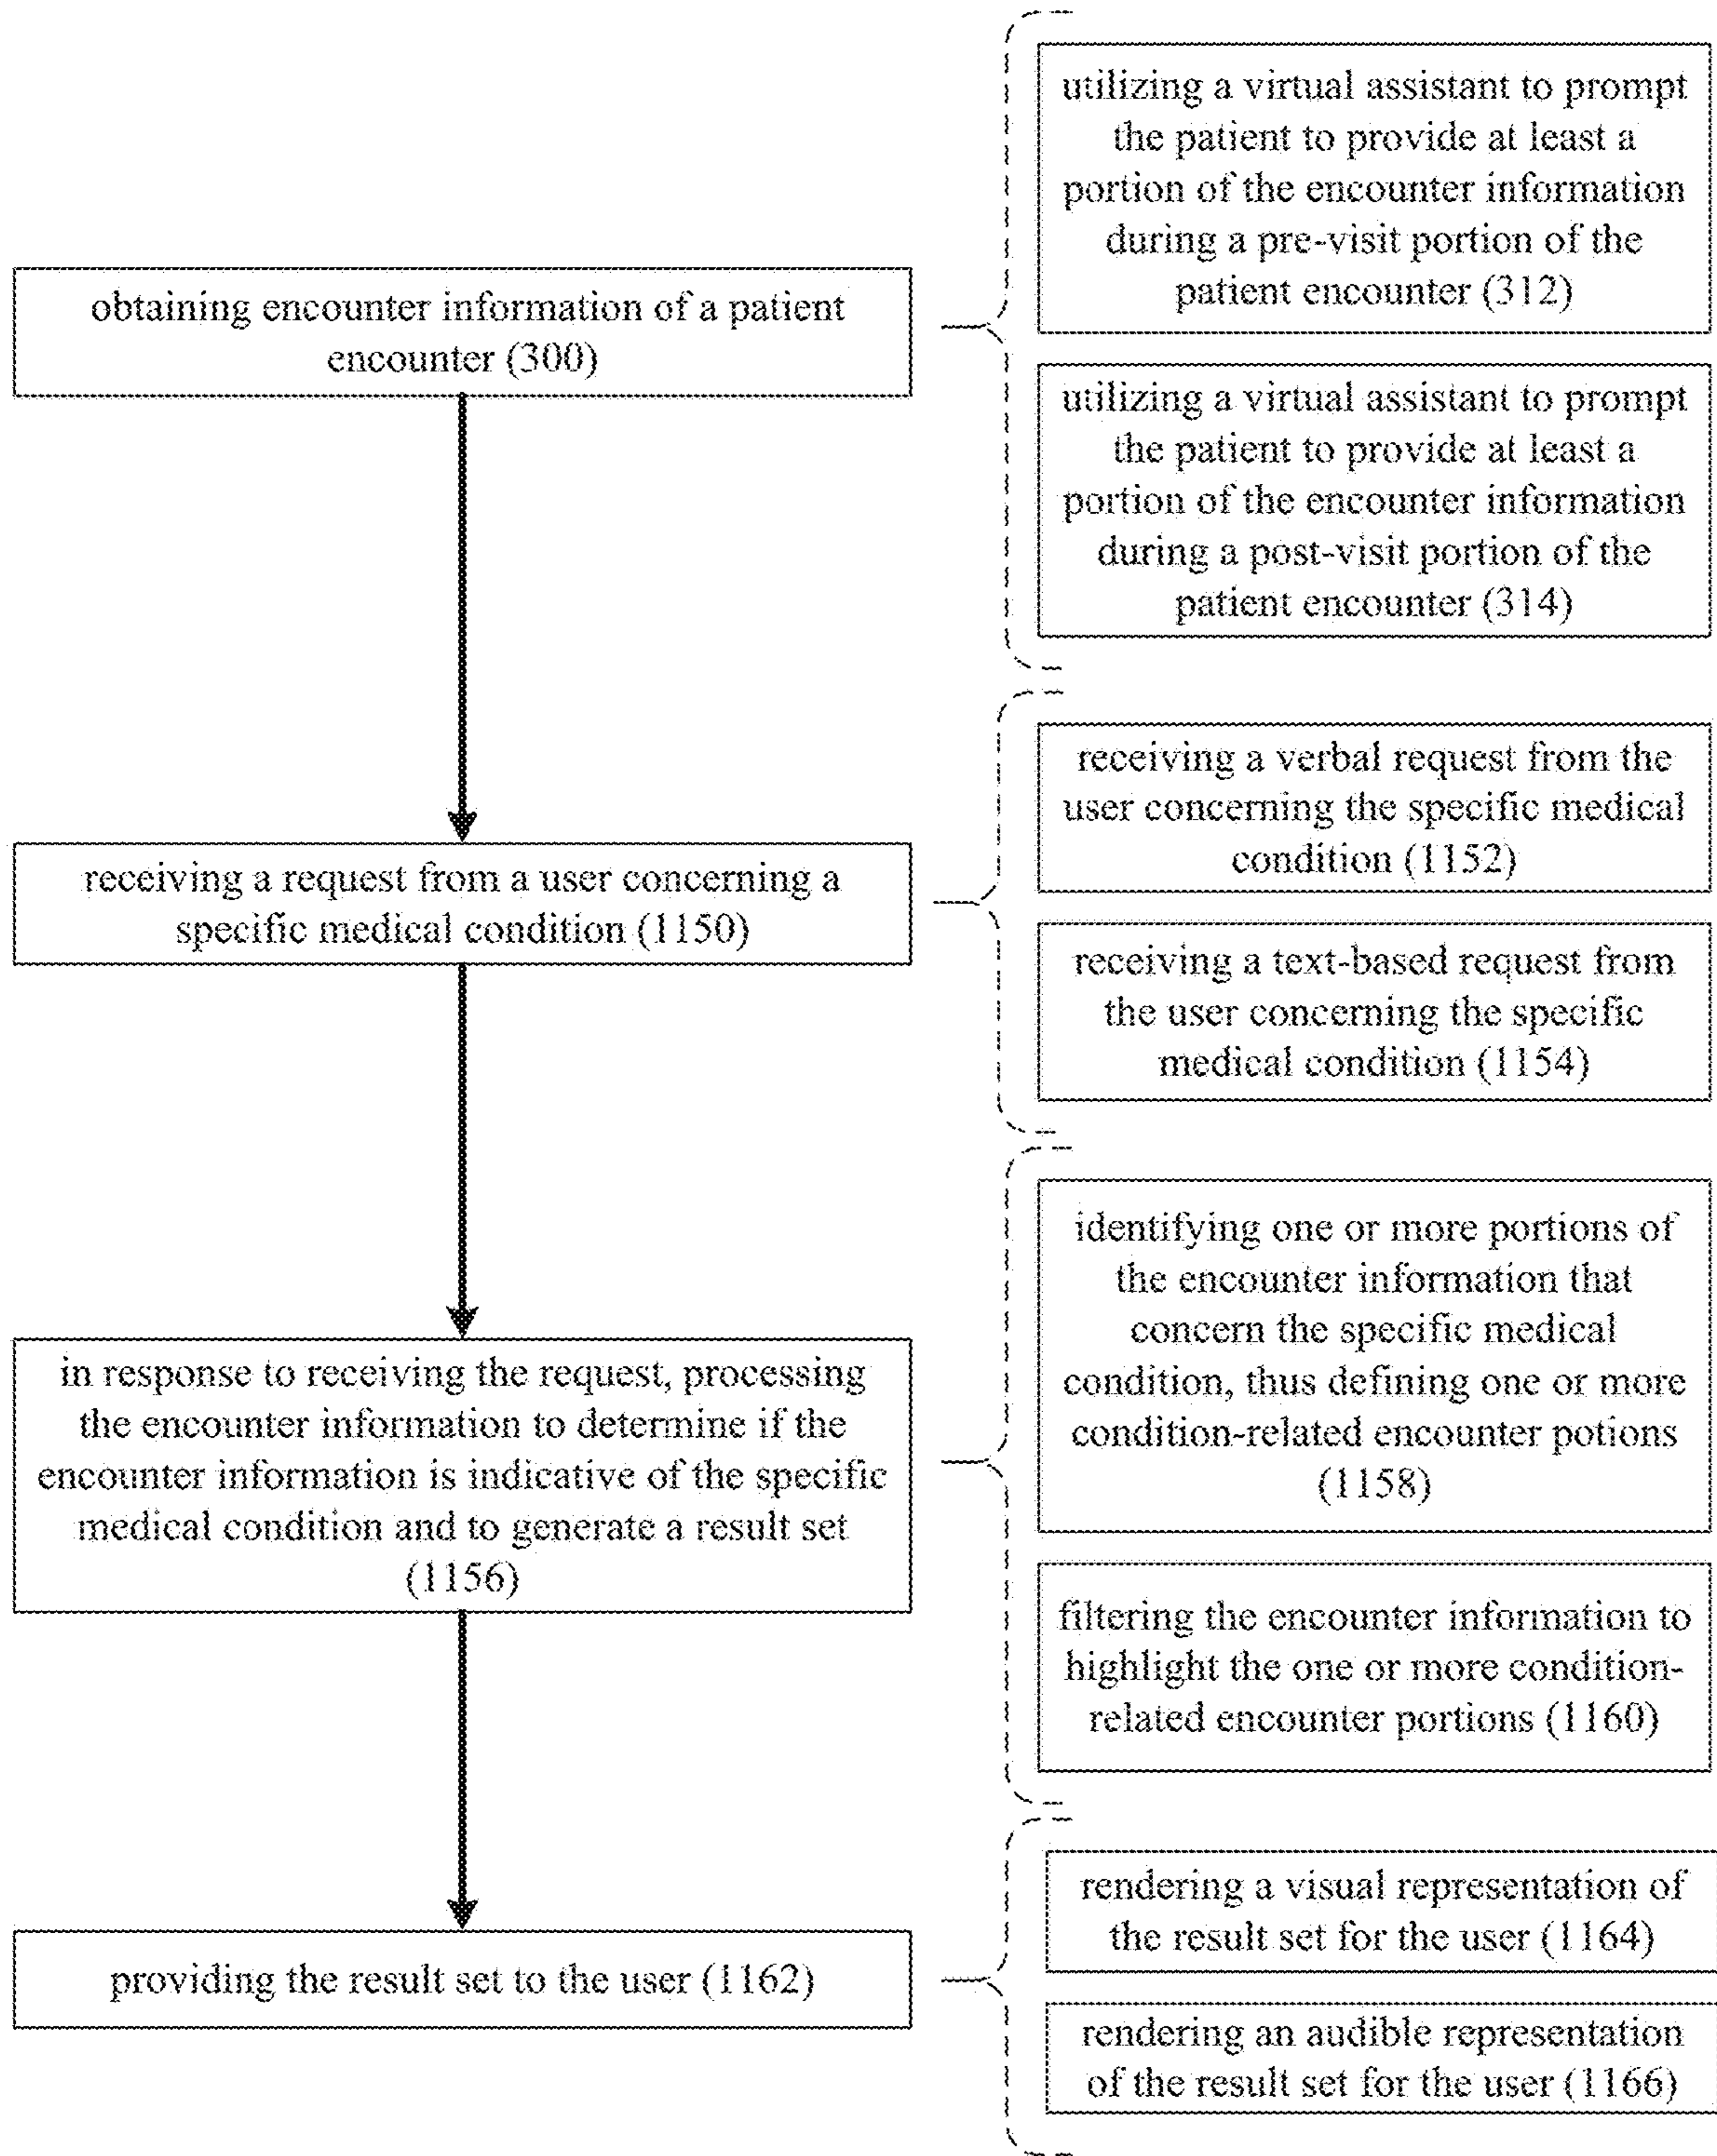 obtaining encounter information of a patient
encounter (300)
utilizing a virtual assistant to prompt
the patient to provide at least a
portion of the encounter information
during a pre-visit portion of the
patient encounter (312)
utilizing a virtual assistant to prompt
the patient to provide at least a
portion of the encounter information
during a post-visit portion of the
patient encounter (314)
receiving a request from a user concerning a
specific medical condition (1150)
receiving a verbal request from the
user concerning the specific medical
condition (1152)
receiving a text-based request from
the user concerning the specific
medical condition (1154)
in response to receiving the request, processing
the encounter information to determine if the
encounter information is indicative of the specific
medical condition and to generate a result set
(1156)
identifying one or more portions of
the encounter information that
concern the specific medical
condition, thus defining one or more
condition-related encounter potions
(1158)
filtering the encounter information to
highlight the one or more condition-
related encounter portions (1160)
providing the result set to the user (1162)
rendering a visual representation of
the result set for the user (1164)
rendering an audible representation
of the result set for the user (1166)